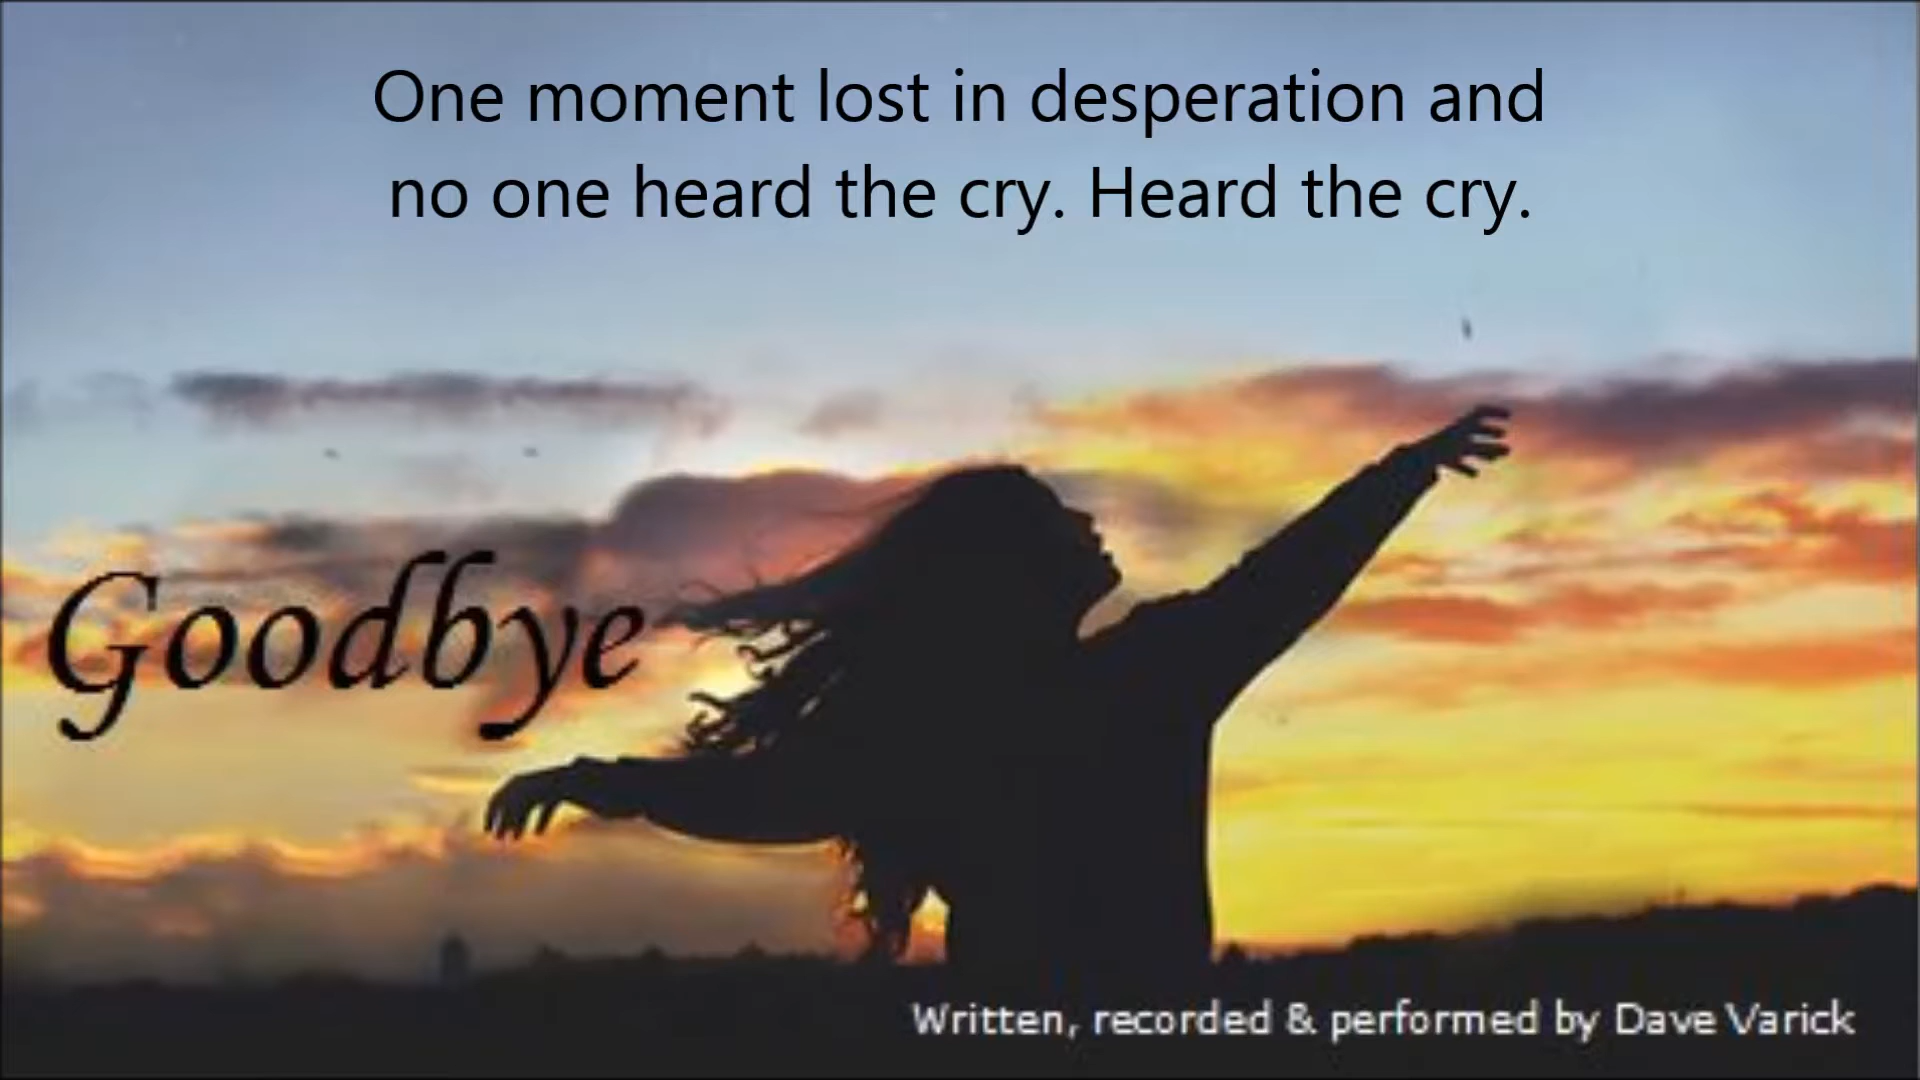 One moment lost in desperation and
no one heard the cry. Heard the cry.
Goodbye
Written, recorded & performed by Dave Varick